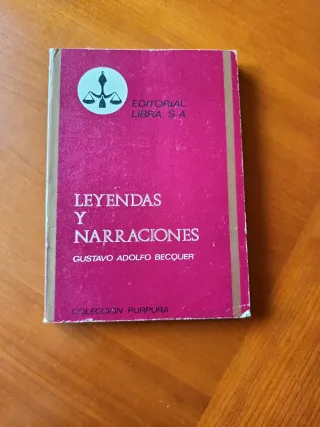 EDITORIAL
LIBRA, S.A.
LEYENDAS
Y
NARRACIONES
GUSTAVO ADOLFO BECQUER
COLECCION PURPURA